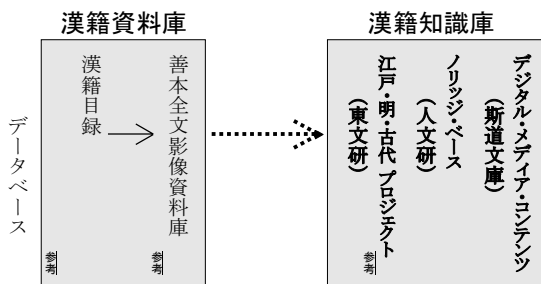 漢籍資料庫
漢籍知識庫
データベース
善本全文影像資料庫
参考
漢籍目録
参考
デジタル・メディア・コンテンツ
(斯道文庫)
ノリッジ・ベース
(人文研)
江戸・明・古代 プロジェクト
参考
(東文研)